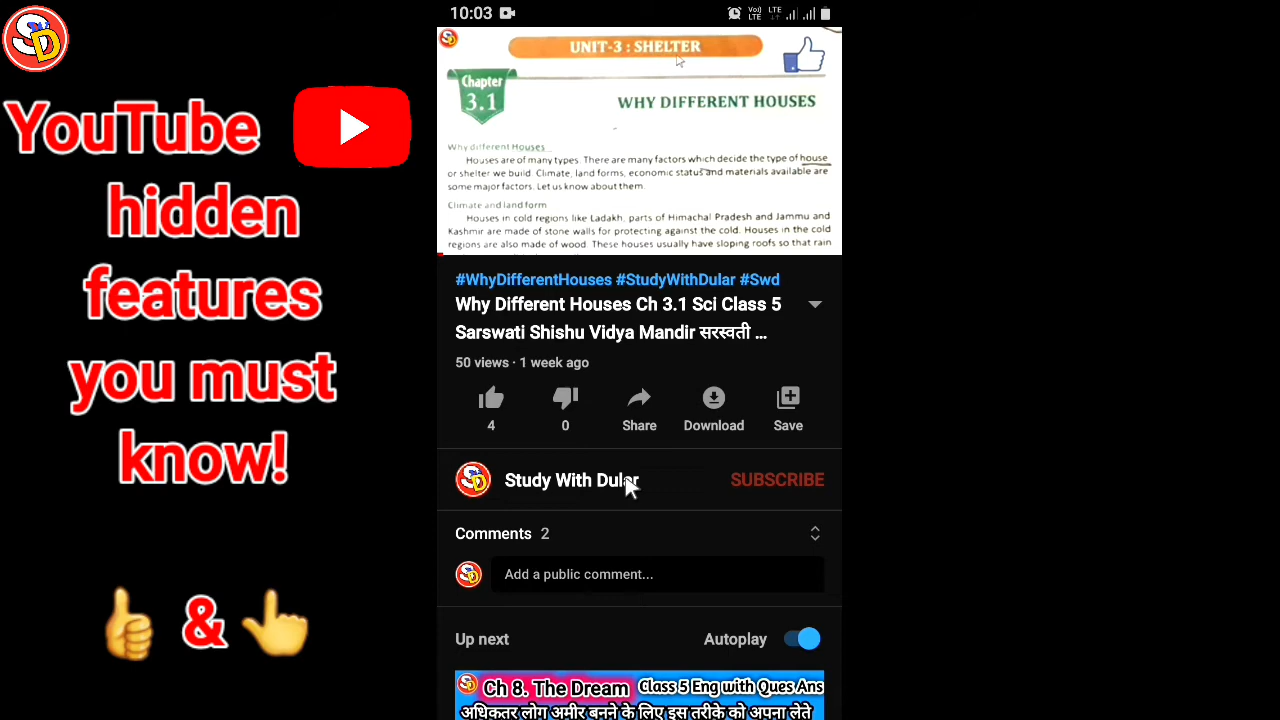 YouTube
hidden
features
you must
know!
&
SD
10:03
Vo) LTE
LTE
UNIT-3 : SHELTER
Chapter
3.1
WHY DIFFERENT HOUSES
Why different Houses
Houses are of many types. There are many factors which decide the type of house
or shelter we build. Climate, land forms, economic status and materials available are
some major factors. Let us know about them.
Climate and land form
Houses in cold regions like Ladakh, parts of Himachal Pradesh and Jammu and
Kashmir are made of stone walls for protecting against the cold. Houses in the cold
regions are also made of wood. These houses usually have sloping roofs so that rain
#WhyDifferentHouses #StudyWithDular #Swd
Why Different Houses Ch 3.1 Sci Class 5
Sarswati Shishu Vidya Mandir सरस्वती ...
50 views · 1 week ago
4
0
Share
Download
Save
Study With Dular
SUBSCRIBE
Comments 2
Add a public comment...
Up next
Autoplay
Ch 8. The Dream
Class 5 Eng with Ques Ans
अधिकतर लोग अमीर बनने के लिए इस तरीके को अपना लेते